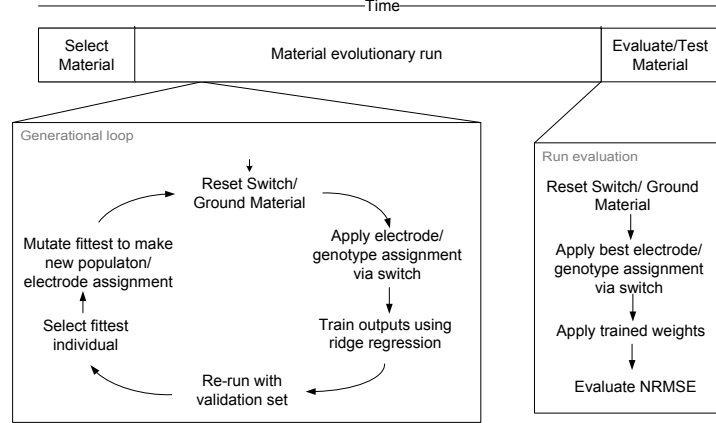 Time
Select
Material
Material evolutionary run
Evaluate/Test
Material
Generational loop
Reset Switch/
Ground Material
Apply electrode/
genotype assignment
via switch
Train outputs using
ridge regression
Re-run with
validation set
Select fittest
individual
Mutate fittest to make
new populaton/
electrode assignment
Run evaluation
Reset Switch/ Ground
Material
Apply best electrode/
genotype assignment
via switch
Apply trained weights
Evaluate NRMSE